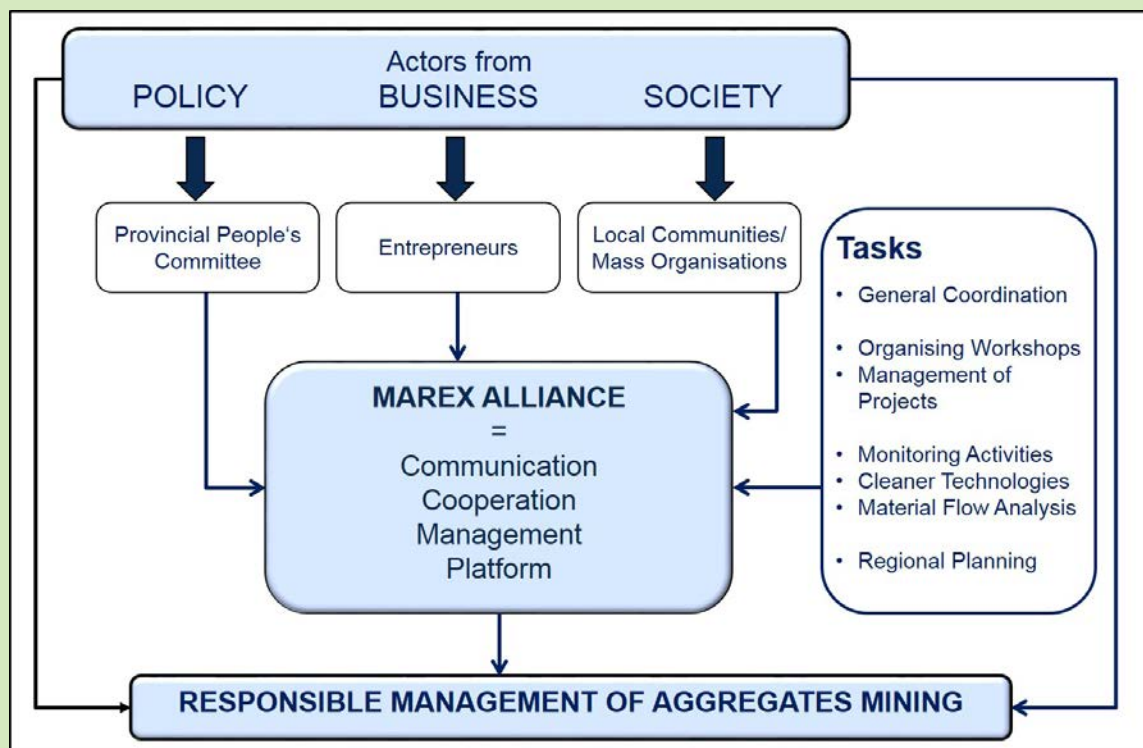 Actors from
POLICY BUSINESS SOCIETY
Provincial People‘s
Committee
Entrepreneurs
Local Communities/
Mass Organisations
MAREX ALLIANCE
=
Communication
Cooperation
Management
Platform
Tasks
• General Coordination
• Organising Workshops
• Management of
Projects
• Monitoring Activities
• Cleaner Technologies
• Material Flow Analysis
• Regional Planning
RESPONSIBLE MANAGEMENT OF AGGREGATES MINING